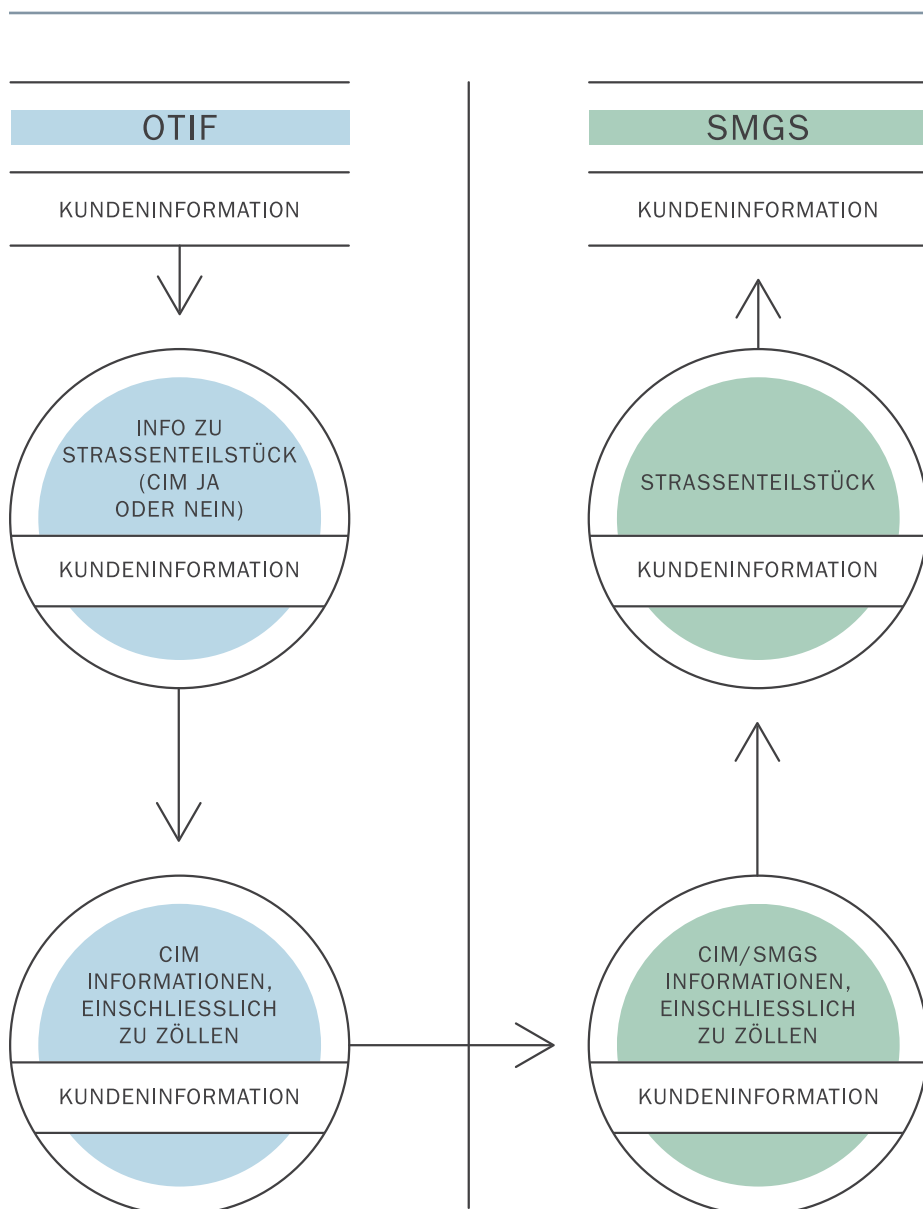 OTIF
KUNDENINFORMATION
INFO ZU
STRASSENTEILSTÜCK
(CIM JA
ODER NEIN)
KUNDENINFORMATION
CIM
INFORMATIONEN,
EINSCHLIESSLICH
ZU ZÖLLEN
KUNDENINFORMATION
SMGS
KUNDENINFORMATION
STRASSENTEILSTÜCK
KUNDENINFORMATION
CIM/SMGS
INFORMATIONEN,
EINSCHLIESSLICH
ZU ZÖLLEN
KUNDENINFORMATION